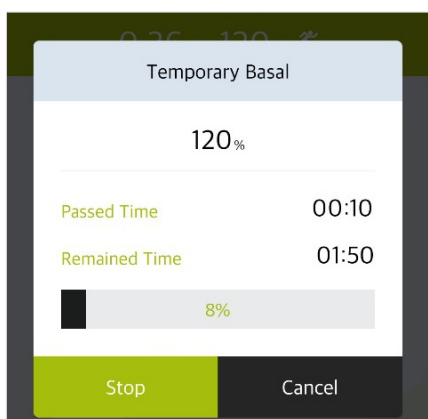 Temporary Basal
120%
Passed Time 00:10
Remained Time 01:50
8%
Stop Cancel